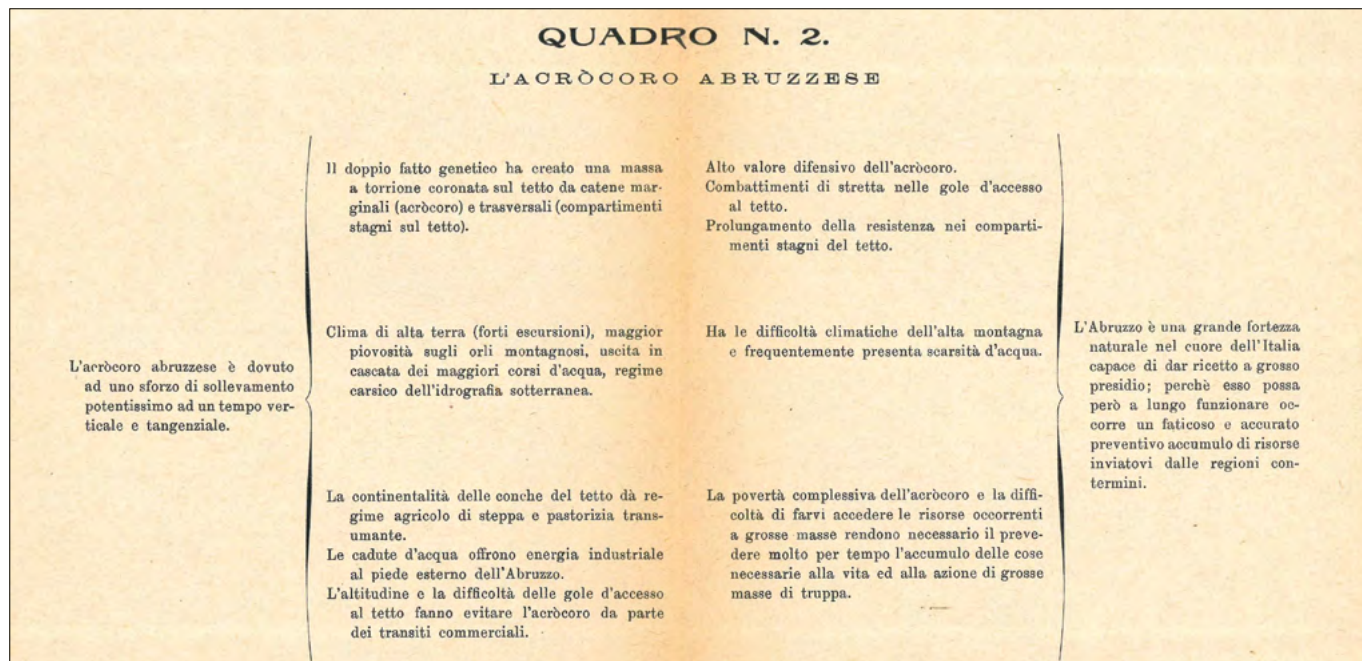 QUADRO N. 2.
L'ACRÒCORO ABRUZZESE
L'acròcoro abruzzese è dovuto
ad uno sforzo di sollevamento
potentissimo ad un tempo ver-
ticale e tangenziale.
Il doppio fatto genetico ha creato una massa
a torrione coronata sul tetto da catene mar-
ginali (acròcoro) e trasversali (compartimenti
stagni sul tetto).
Clima di alta terra (forti escursioni), maggior
piovosità sugli orli montagnosi, uscita in
cascata dei maggiori corsi d'acqua, regime
carsico dell'idrografia sotterranea.
La continentalità delle conche del tetto dà re-
gime agricolo di steppa e pastorizia trans-
umante.
Le cadute d'acqua offrono energia industriale
al piede esterno dell'Abruzzo.
L'altitudine e la difficoltà delle gole d'accesso
al tetto fanno evitare l'acròcoro da parte
dei transiti commerciali.
Alto valore difensivo dell'acròcoro.
Combattimenti di stretta nelle gole d'accesso
al tetto.
Prolungamento della resistenza nei comparti-
menti stagni del tetto.
Ha le difficoltà climatiche dell'alta montagna
e frequentemente presenta scarsità d'acqua.
La povertà complessiva dell'acròcoro e la diffi-
coltà di farvi accedere le risorse occorrenti
a grosse masse rendono necessario il preve-
dere molto per tempo l'accumulo delle cose
necessarie alla vita ed alla azione di grosse
masse di truppa.
L'Abruzzo è una grande fortezza
naturale nel cuore dell'Italia
capace di dar ricetto a grosso
presidio; perchè esso possa
però a lungo funzionare oc-
corre un faticoso e accurato
preventivo accumulo di risorse
inviatovi dalle regioni con-
termini.